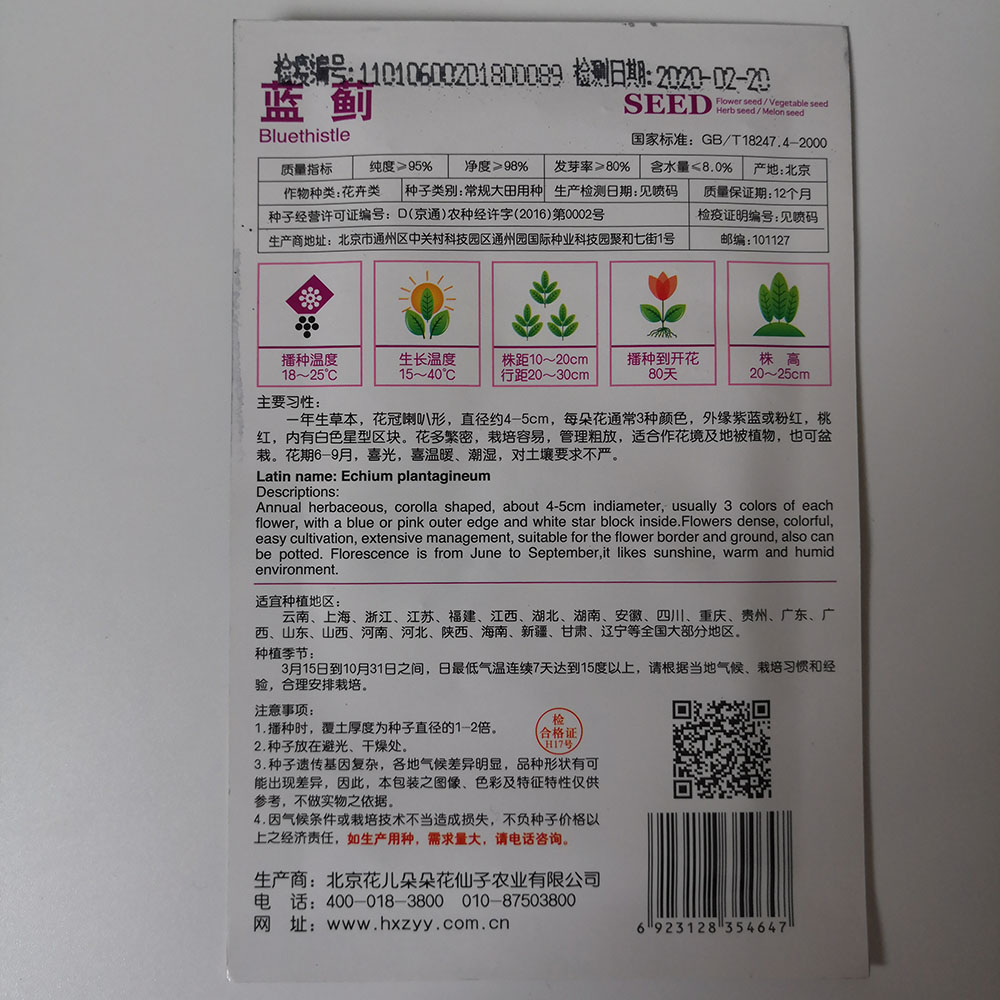 检疫编号:11010600201800089 检测日期:2020-02-20
蓝 蓟
Bluethistle
SEED Flower seed / Vegetable seed
Herb seed / Melon seed
国家标准: GB/T18247.4-2000
质量指标 纯度≥95% 净度≥98% 发芽率≥80% 含水量≤8.0% 产地:北京
作物种类:花卉类 种子类别:常规大田用种 生产检测日期:见喷码 质量保证期:12个月
种子经营许可证编号: D(京通)农种经许字(2016)第0002号 检疫证明编号:见喷码
生产商地址: 北京市通州区中关村科技园区通州园国际种业科技园聚和七街1号 邮编:101127
播种温度 生长温度 株距10~20cm 播种到开花 株 高
18~25℃ 15~40℃ 行距20~30cm 80天 20~25cm
主要习性:
一年生草本，花冠喇叭形，直径约4-5cm，每朵花通常3种颜色，外缘紫蓝或粉红，桃
红，内有白色星型区块。花多繁密，栽培容易，管理粗放，适合作花境及地被植物，也可盆
栽。花期6-9月，喜光，喜温暖、潮湿，对土壤要求不严。
Latin name: Echium plantagineum
Descriptions:
Annual herbaceous, corolla shaped, about 4-5cm indiameter, usually 3 colors of each
flower, with a blue or pink outer edge and white star block inside.Flowers dense, colorful,
easy cultivation, extensive management, suitable for the flower border and ground, also can
be potted. Florescence is from June to September,it likes sunshine, warm and humid
environment.
适宜种植地区:
云南、上海、浙江、江苏、福建、江西、湖北、湖南、安徽、四川、重庆、贵州、广东、广
西、山东、山西、河南、河北、陕西、海南、新疆、甘肃、辽宁等全国大部分地区。
种植季节:
3月15日到10月31日之间，日最低气温连续7天达到15度以上，请根据当地气候、栽培习惯和经
验，合理安排栽培。
注意事项:
1.播种时，覆土厚度为种子直径的1-2倍。
2.种子放在避光、干燥处。
3.种子遗传基因复杂，各地气候差异明显，品种形状有可
能出现差异，因此，本包装之图像、色彩及特征特性仅供
参考，不做实物之依据。
4.因气候条件或栽培技术不当造成损失，不负种子价格以
上之经济责任，如生产用种，需求量大，请电话咨询。
检
合格证
H17号
生产商: 北京花儿朵朵花仙子农业有限公司
电 话: 400-018-3800 010-87503800
网 址: www.hxzyy.com.cn
6 923128 354647